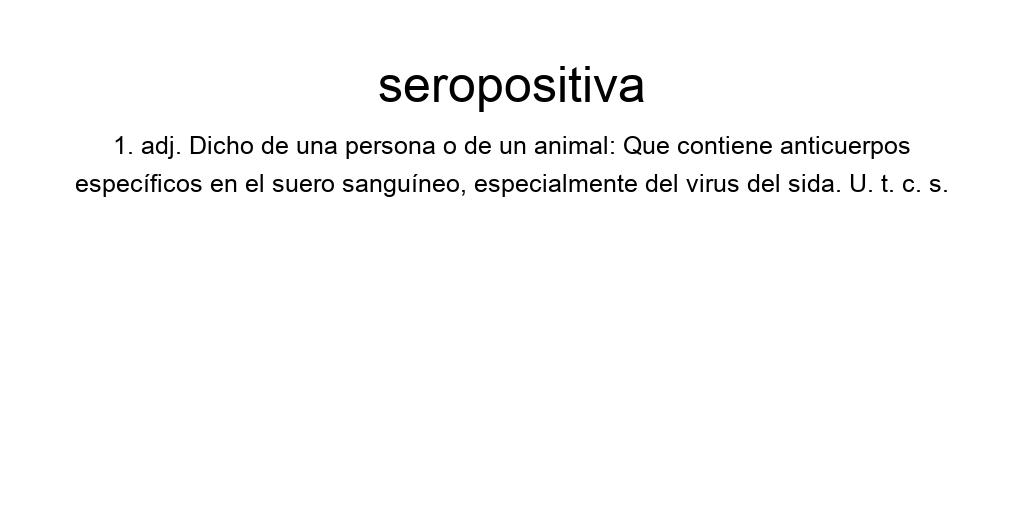 seropositiva
1. adj. Dicho de una persona o de un animal: Que contiene anticuerpos
específicos en el suero sanguíneo, especialmente del virus del sida. U. t. c. s.